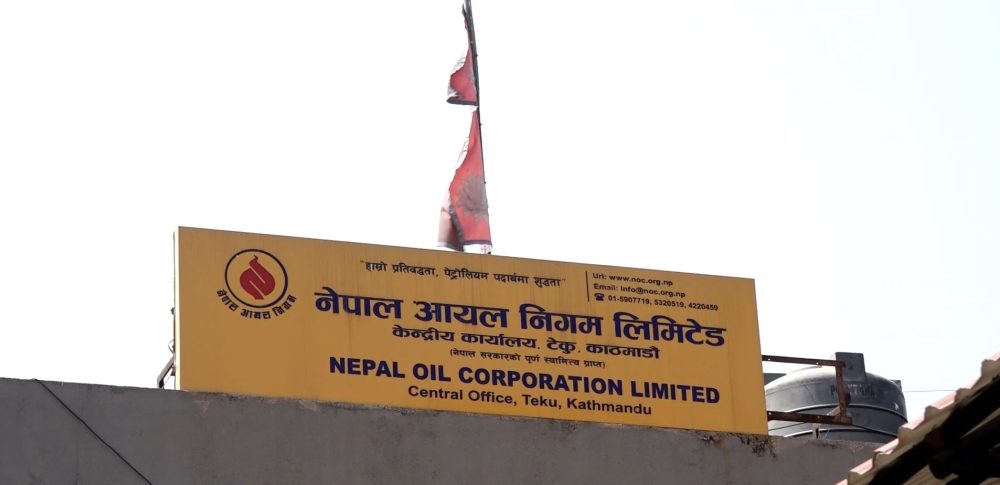 "हाम्रो प्रतिवद्धता, पेट्रोलियम पदार्थमा शुद्धता"
Url: www.noc.org.np
Email: info@noc.org.np
☎ 01-5907719, 5320519, 4220459
नेपाल आयल निगम
नेपाल आयल निगम लिमिटेड
केन्द्रीय कार्यालय, टेकु, काठमाडौं
(नेपाल सरकारको पूर्ण स्वामित्व प्राप्त)
NEPAL OIL CORPORATION LIMITED
Central Office, Teku, Kathmandu